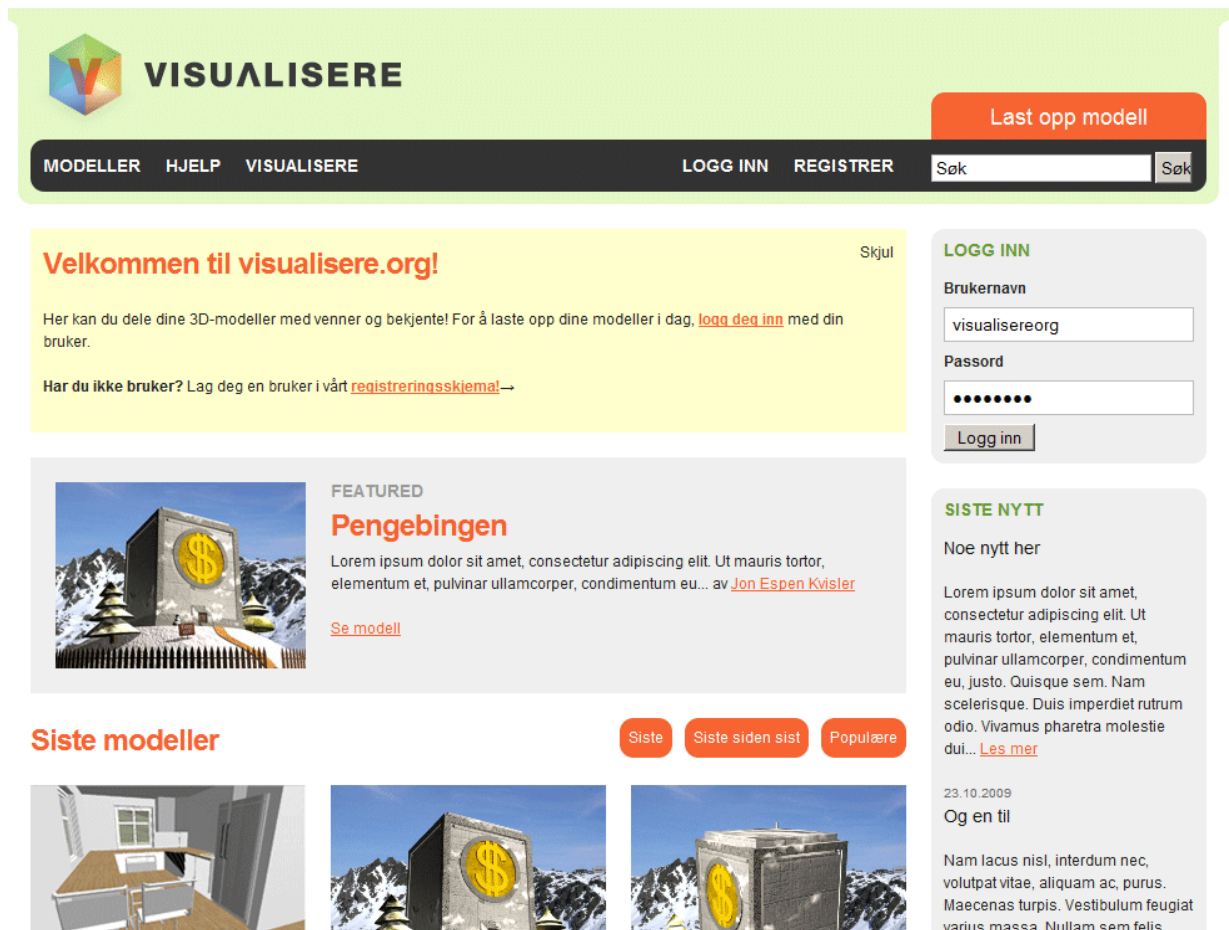 VISUALISERE
Last opp modell
MODELLER HJELP VISUALISERE LOGG INN REGISTRER Søk Søk
Velkommen til visualisere.org!
Skjul
Her kan du dele dine 3D-modeller med venner og bekjente! For å laste opp dine modeller i dag, logg deg inn med din
bruker.
Har du ikke bruker? Lag deg en bruker i vårt registreringsskjema!→
FEATURED
Pengebingen
Lorem ipsum dolor sit amet, consectetur adipiscing elit. Ut mauris tortor,
elementum et, pulvinar ullamcorper, condimentum eu... av Jon Espen Kvisler
Se modell
Siste modeller
Siste Siste siden sist Populære
LOGG INN
Brukernavn
visualisereorg
Passord
●●●●●●●●
Logg inn
SISTE NYTT
Noe nytt her
Lorem ipsum dolor sit amet,
consectetur adipiscing elit. Ut
mauris tortor, elementum et,
pulvinar ullamcorper, condimentum
eu, justo. Quisque sem. Nam
scelerisque. Duis imperdiet rutrum
odio. Vivamus pharetra molestie
dui... Les mer
23.10.2009
Og en til
Nam lacus nisl, interdum nec,
volutpat vitae, aliquam ac, purus.
Maecenas turpis. Vestibulum feugiat
varius massa. Nullam sem felis